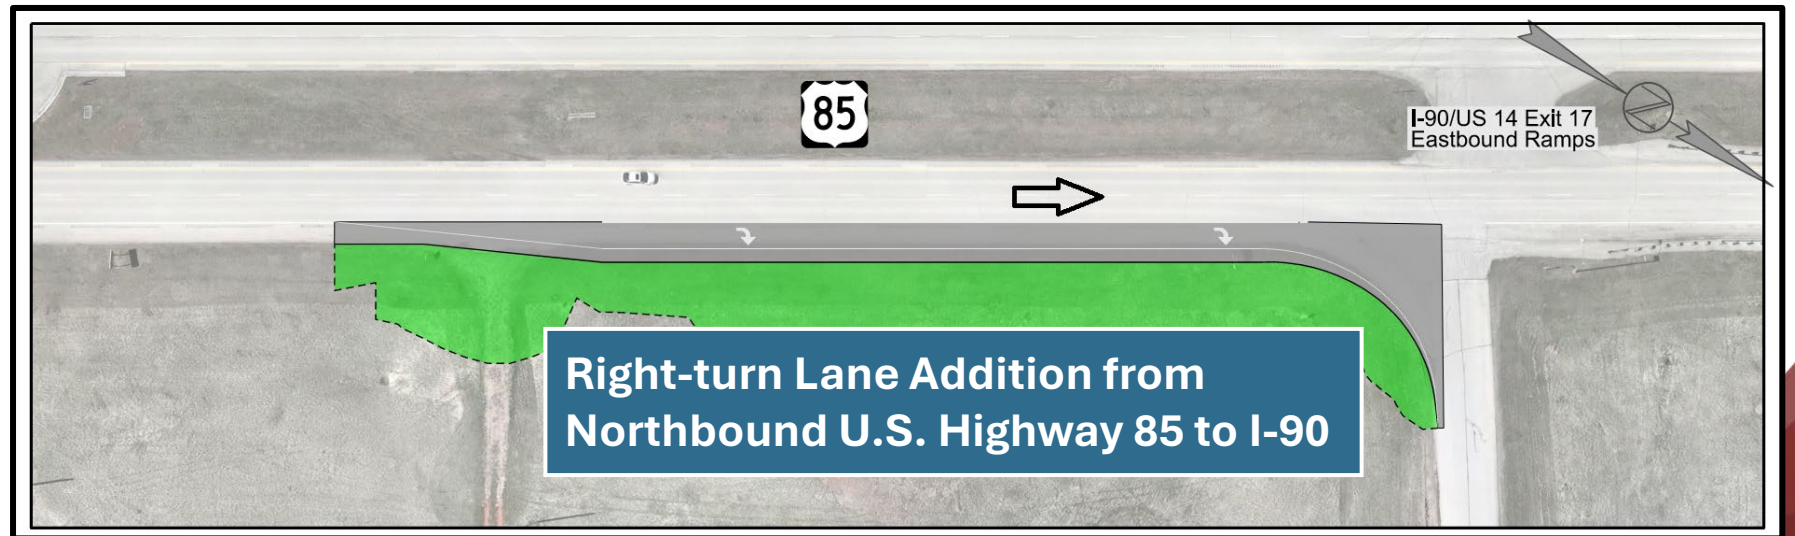 85
I-90/US 14 Exit 17
Eastbound Ramps
Right-turn Lane Addition from
Northbound U.S. Highway 85 to I-90